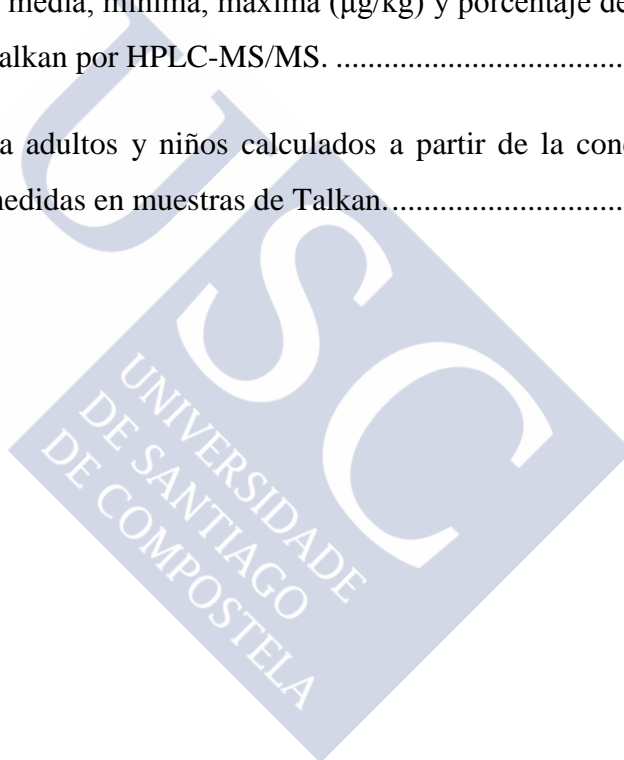 media, mínima, máxima (µg/kg) y porcentaje de
alkan por HPLC-MS/MS. ....................................
a adultos y niños calculados a partir de la conc
medidas en muestras de Talkan..............................
USC
UNIVERSIDADE
DE SANTIAGO
DE COMPOSTELA